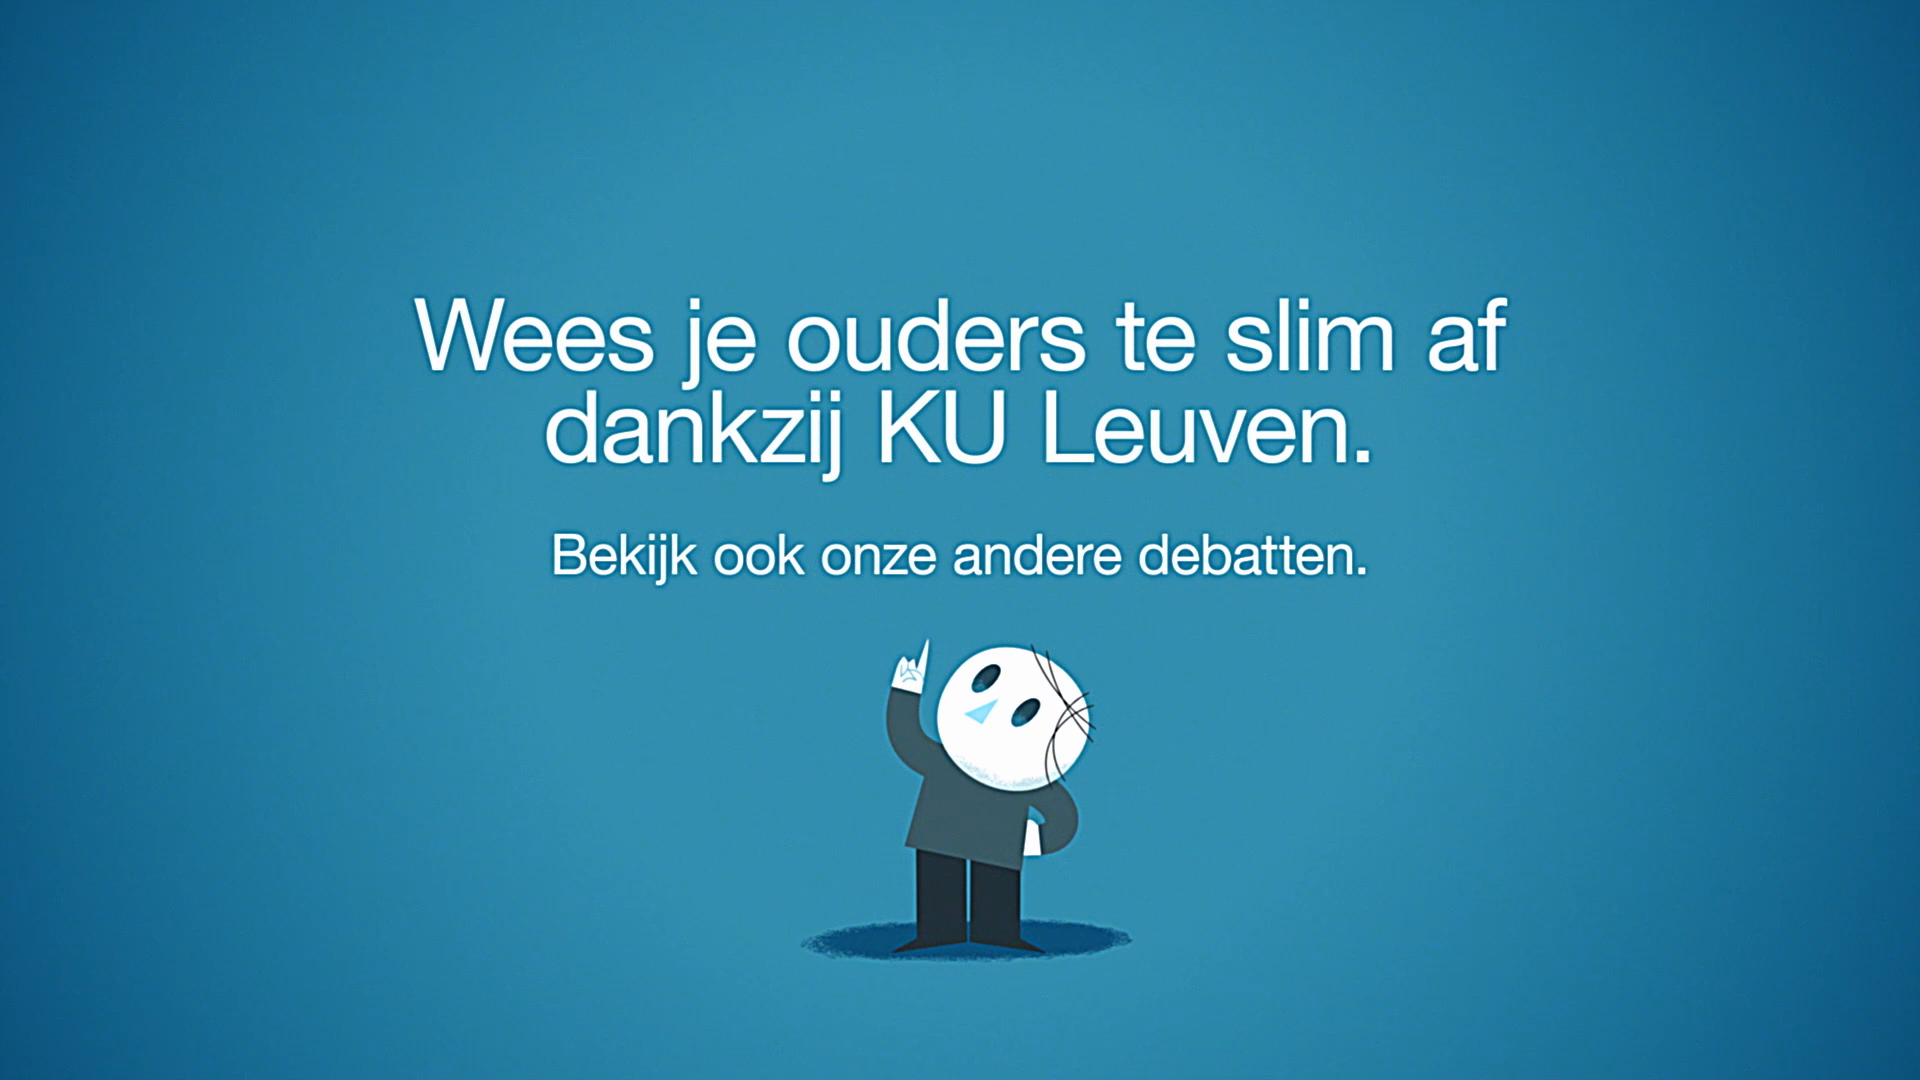 Wees je ouders te slim af
dankzij KU Leuven.
Bekijk ook onze andere debatten.